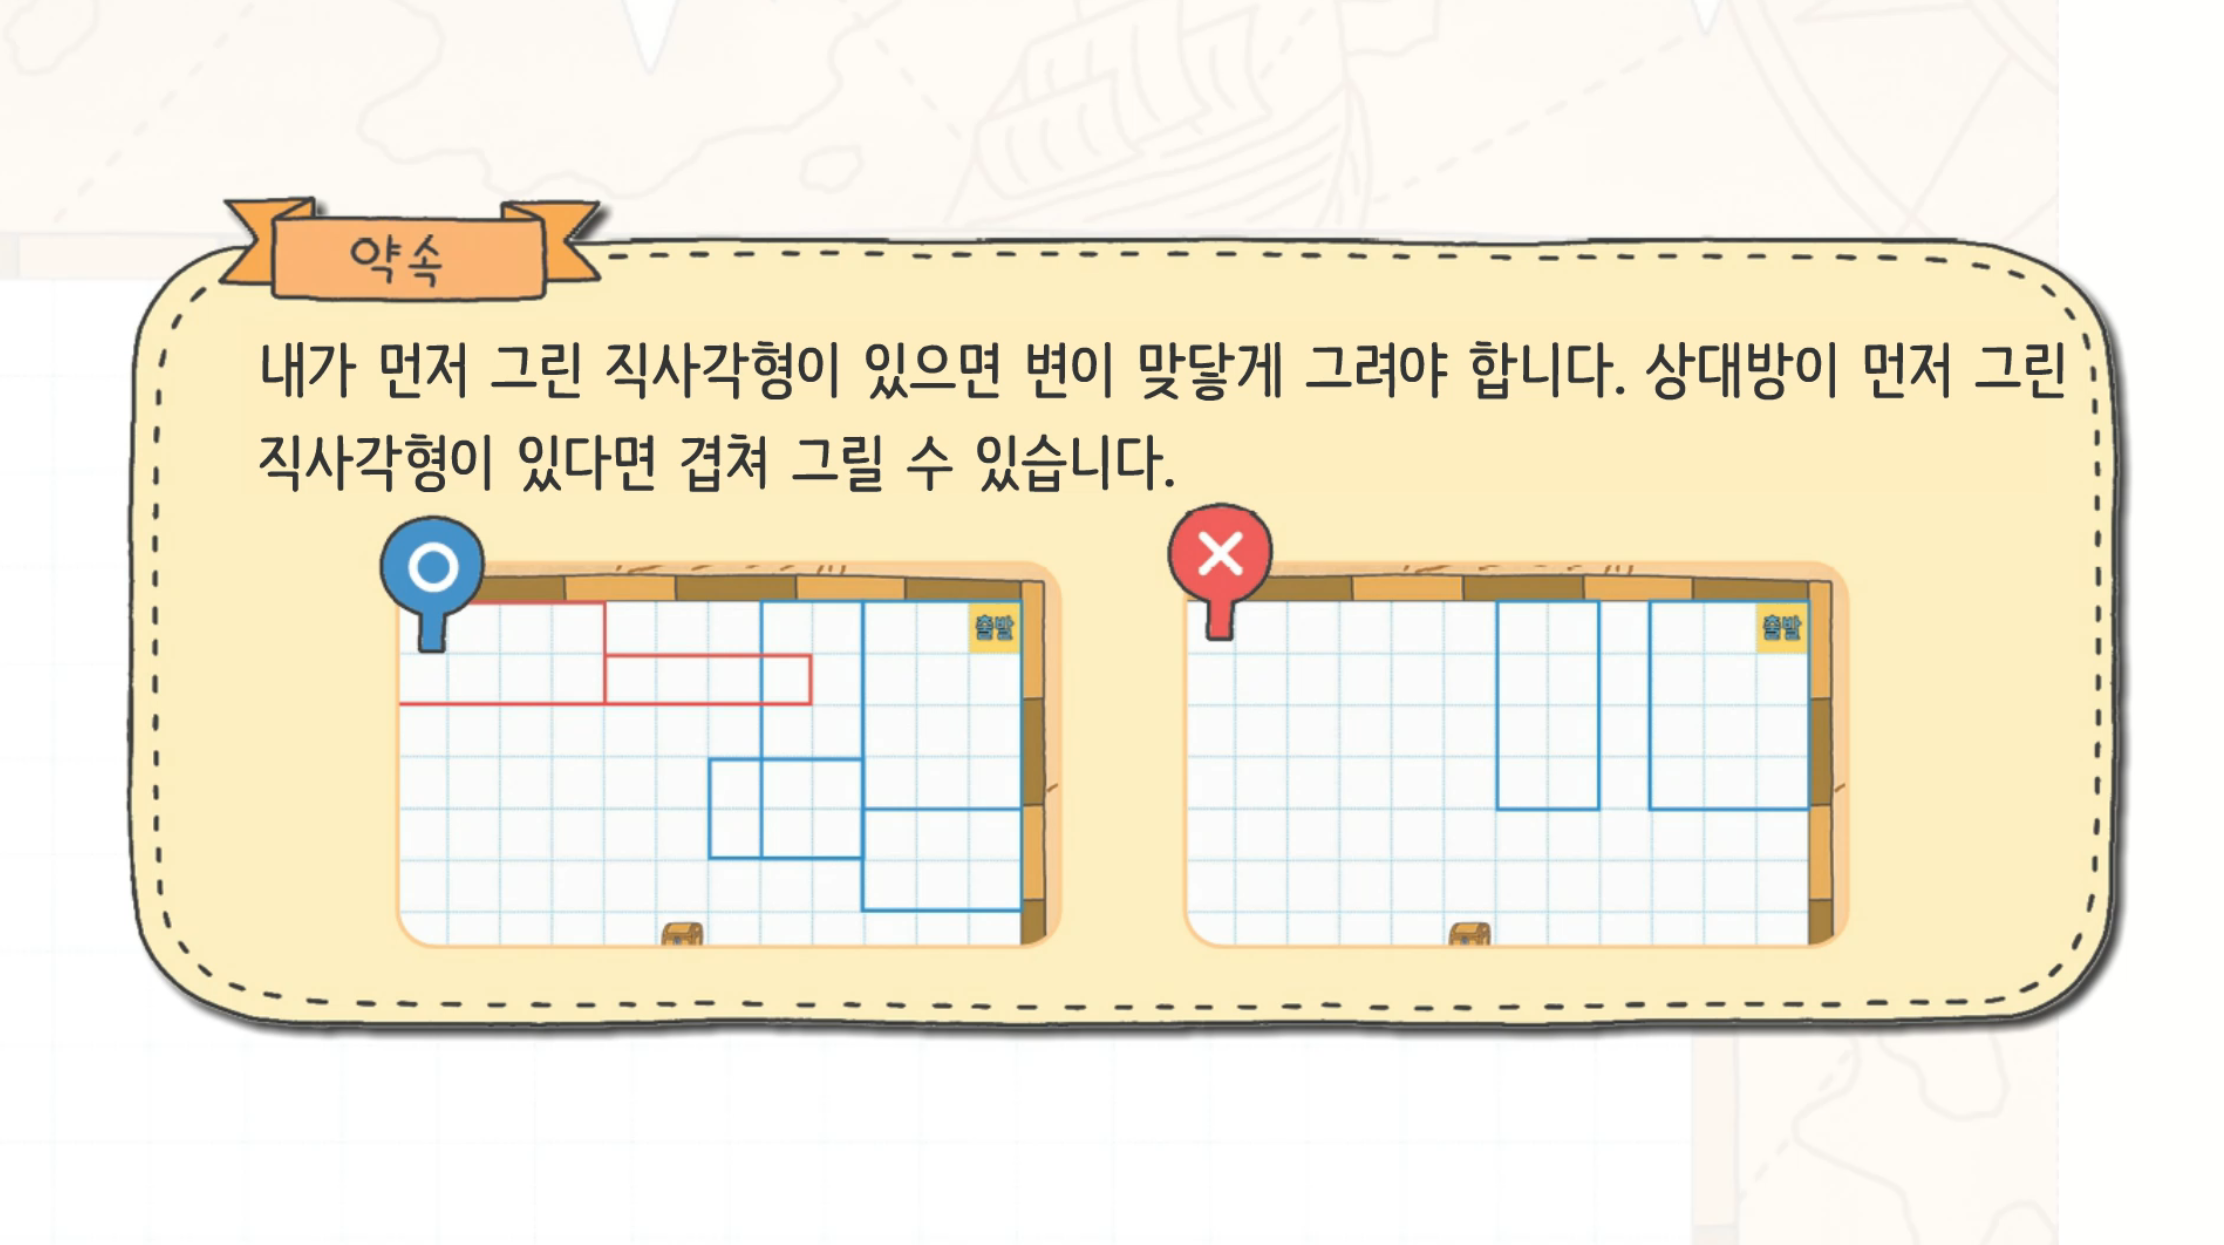 약속
내가 먼저 그린 직사각형이 있으면 변이 맞닿게 그려야 합니다. 상대방이 먼저 그린
직사각형이 있다면 겹쳐 그릴 수 있습니다.
출발
출발